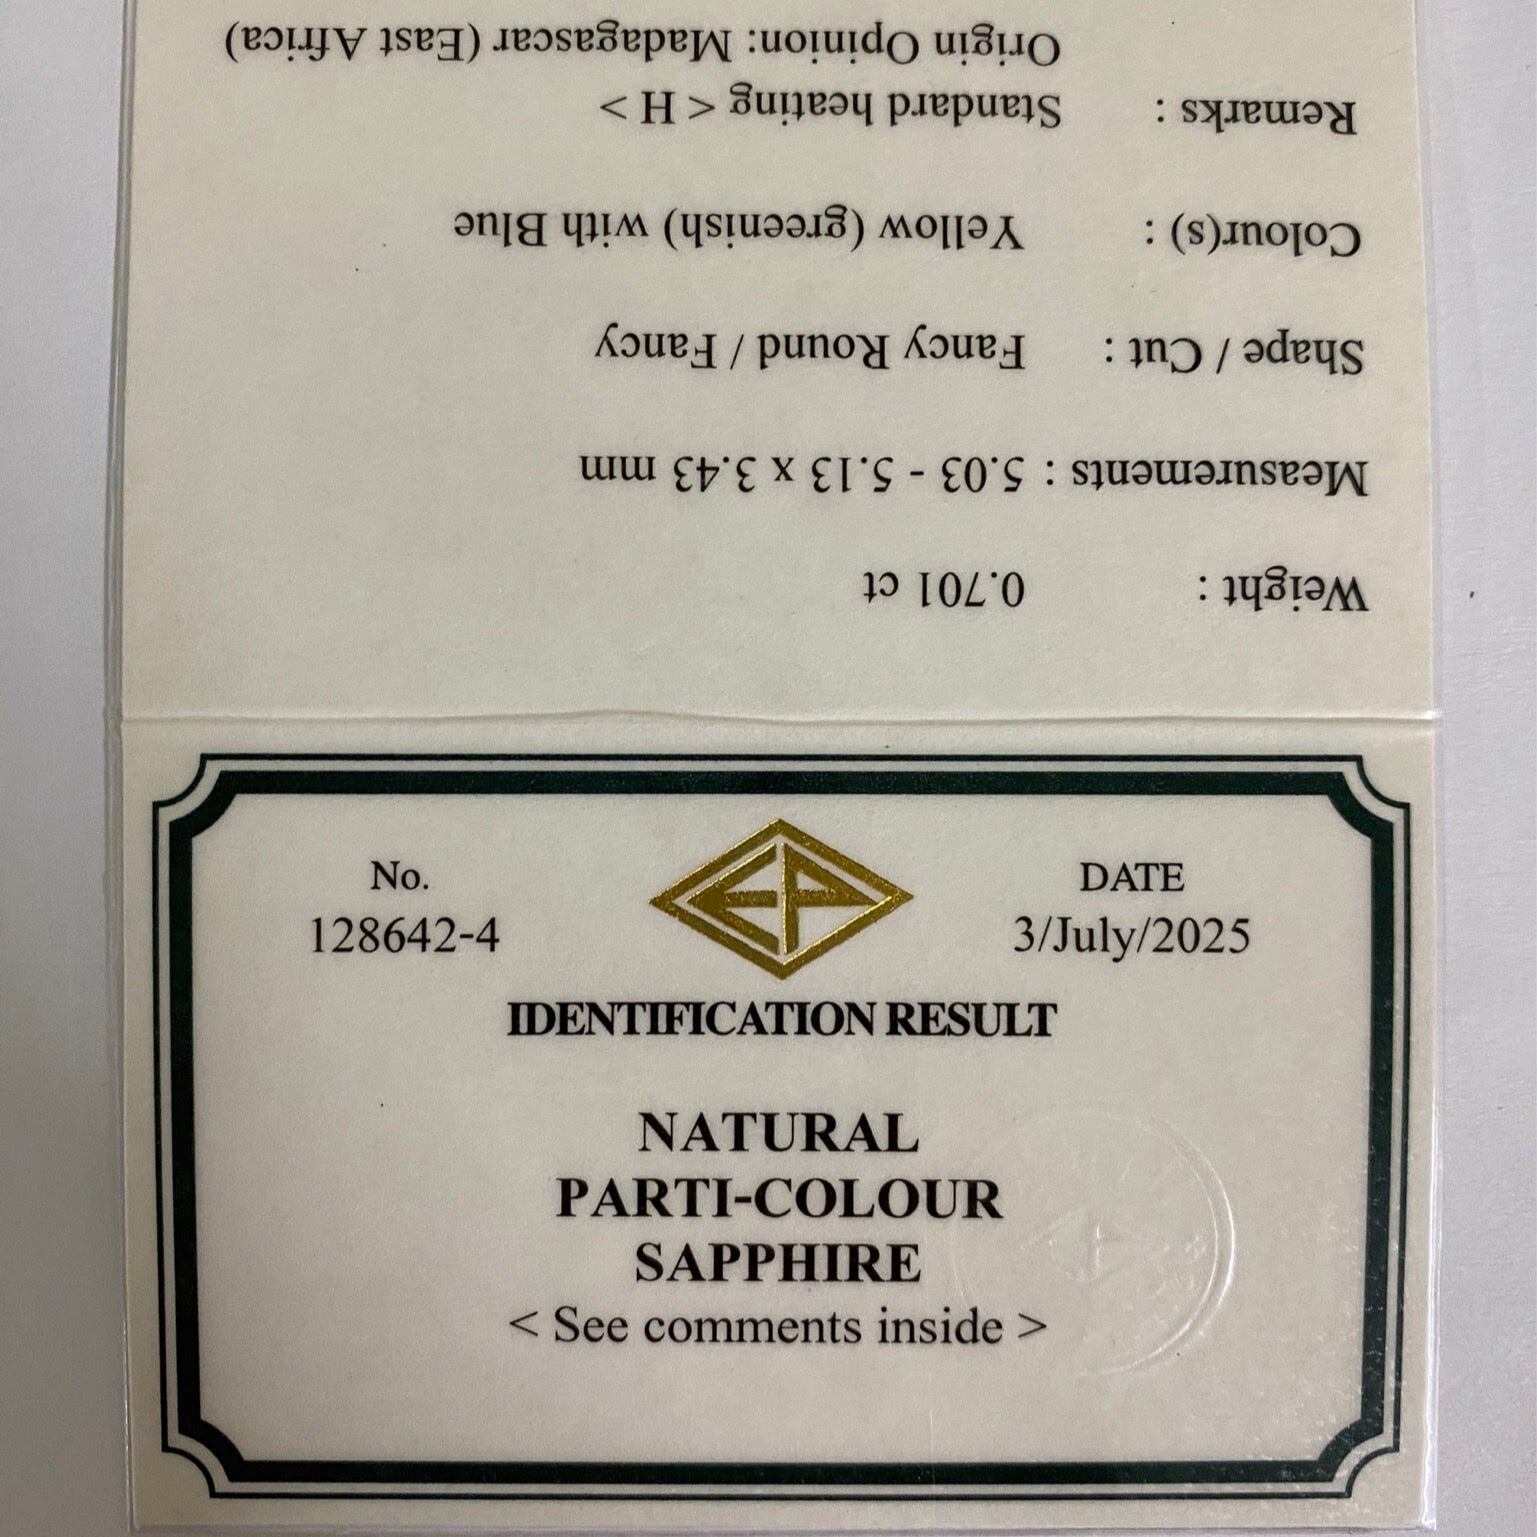 No.
128642-4
EP
DATE
3/July/2025
IDENTIFICATION RESULT
NATURAL
PARTI-COLOUR
SAPPHIRE
< See comments inside >
Weight : 0.701 ct
Measurements : 5.03 - 5.13 x 3.43 mm
Shape / Cut : Fancy Round / Fancy
Colour(s) : Yellow (greenish) with Blue
Remarks : Standard heating < H >
Origin Opinion: Madagascar (East Africa)